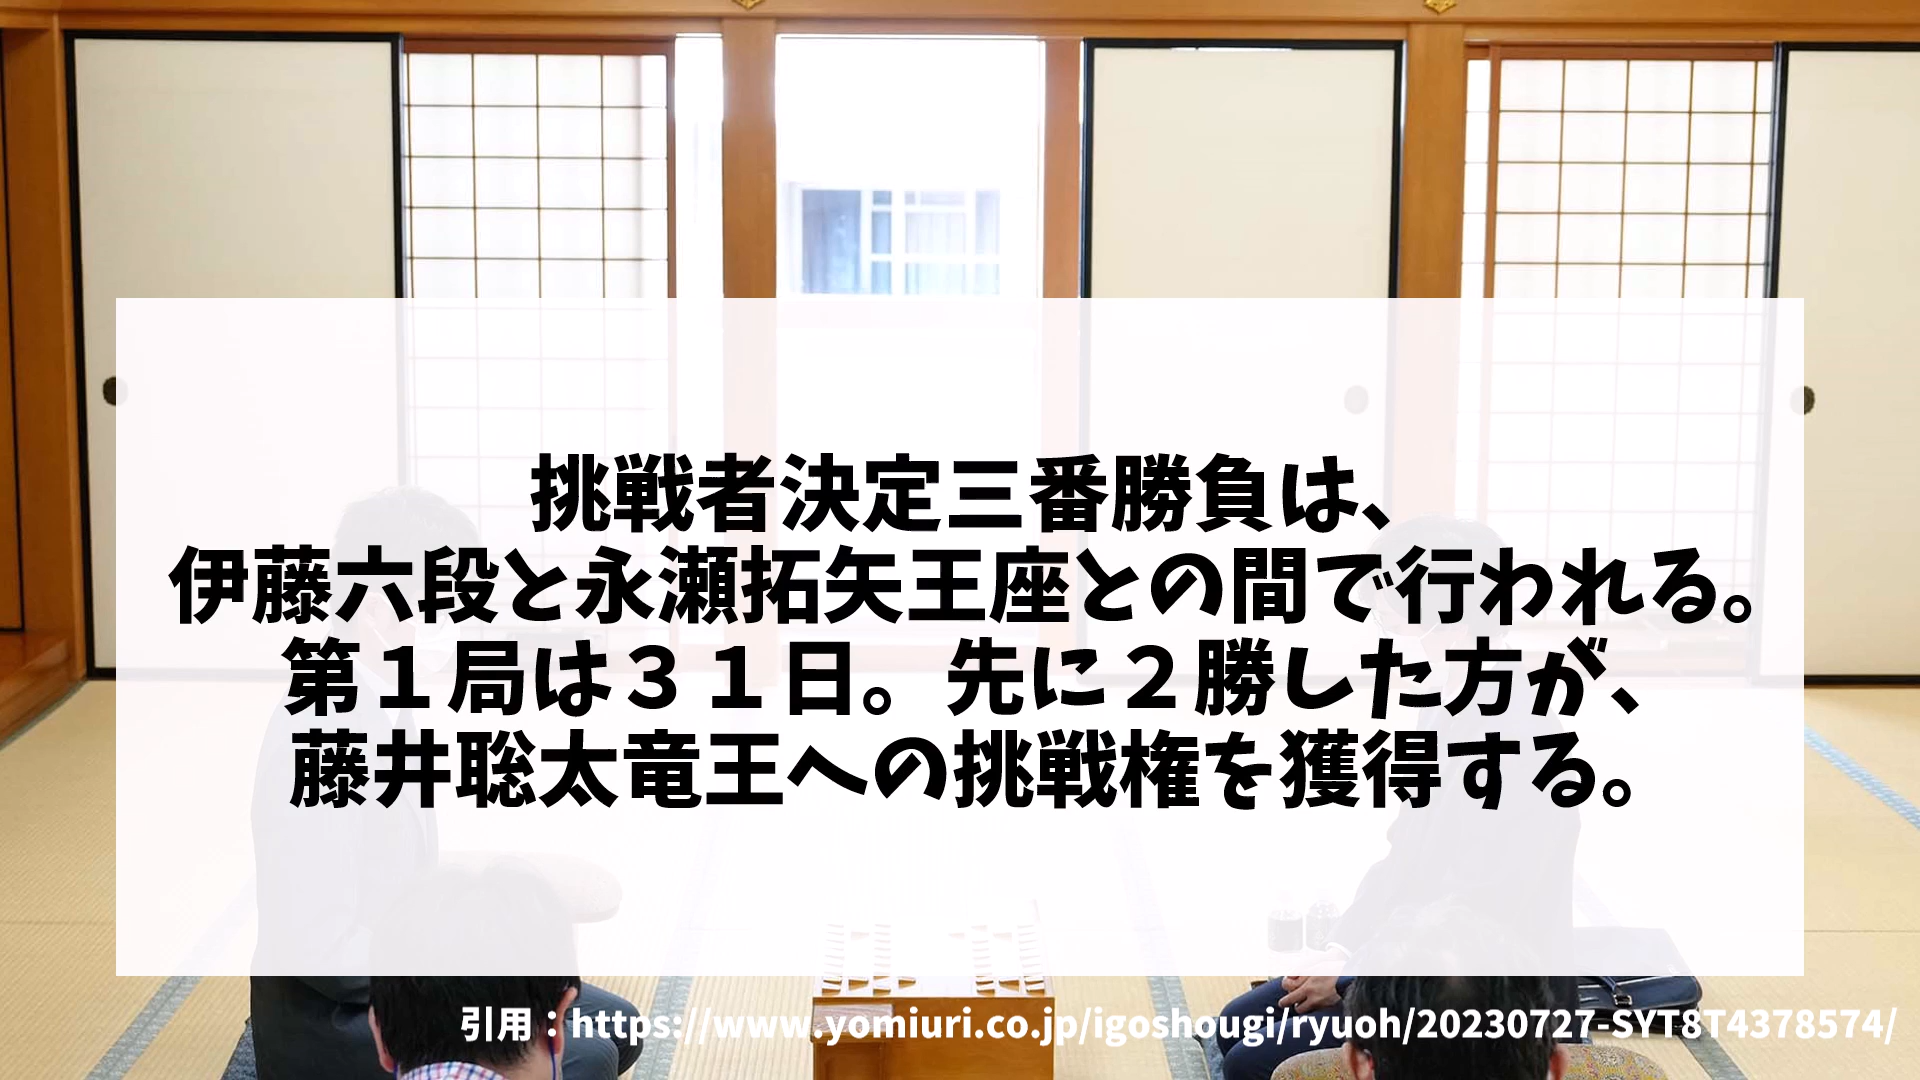 挑戦者決定三番勝負は、
伊藤六段と永瀬拓矢王座との間で行われる。
第１局は３１日。先に２勝した方が、
藤井聡太竜王への挑戦権を獲得する。
引用：https://www.yomiuri.co.jp/igoshougi/ryuoh/20230727-SYT8T4378574/